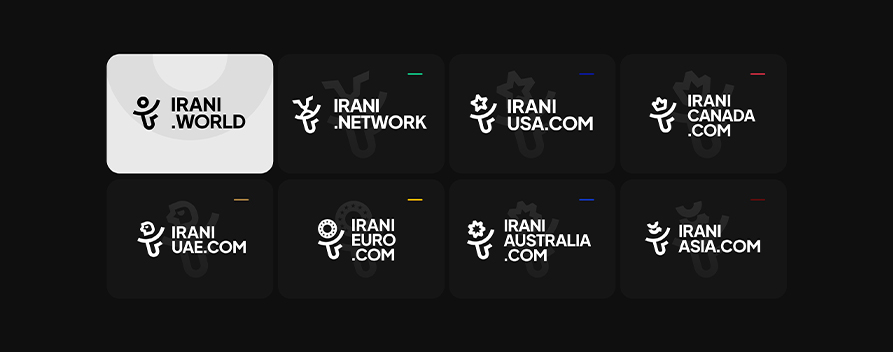 IRANI
.WORLD
IRANI
.NETWORK
IRANI
USA.COM
IRANI
CANADA
.COM
IRANI
UAE.COM
IRANI
EURO
.COM
IRANI
AUSTRALIA
.COM
IRANI
ASIA.COM